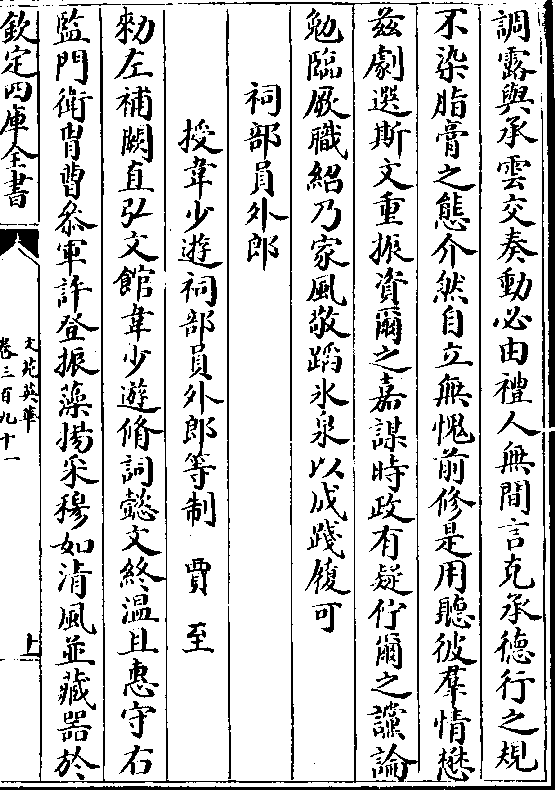 調露與承雲交奏動必由禮人無間言克承德行之規
不染脂膏之態介然自立無愧前修是用聽彼羣情懋
兹劇選斯文重振資爾之嘉謀時政有疑佇爾之讜論
勉臨厥職紹乃家風敬蹈氷泉以成踐履可
祠部員外郎
授韋少遊祠部員外郎等制 賈至
勑左補闕直弘文館韋少遊脩詞懿文終温且惠守右
監門衛胄曹叅軍許登振藻揚采穆如清風並藏器於
欽定四庫全書
文苑英華
卷三百九十一
上